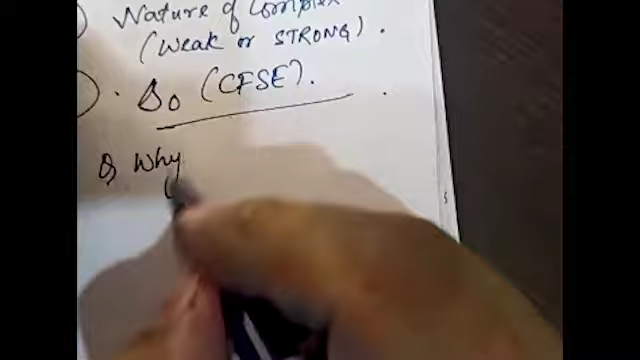 Nature of Complex
(Weak or STRONG).
Δo (CFSE).
Q Why